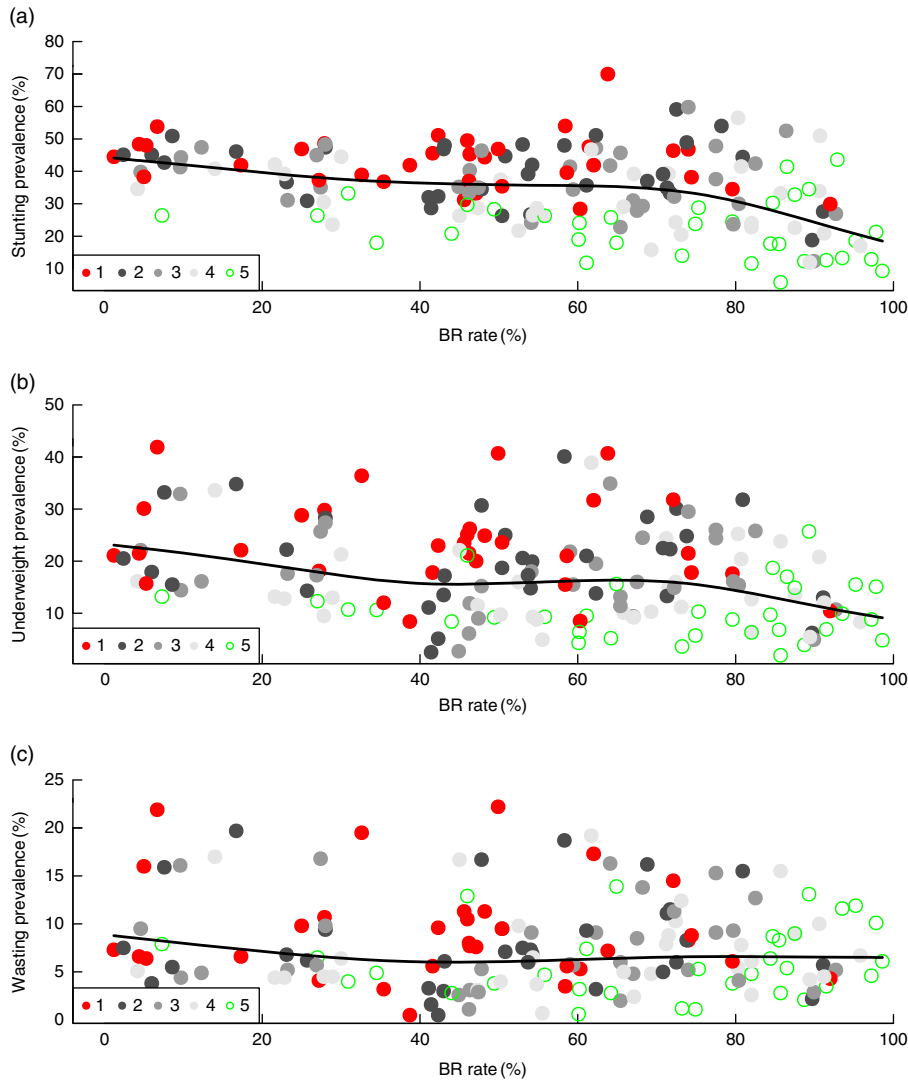 (a)
Stunting prevalence (%)
80
70
60
50
40
30
20
10
1 2 3 4 5
0 20 40 60 80 100
BR rate (%)
(b)
Underweight prevalence (%)
50
40
30
20
10
0
1 2 3 4 5
0 20 40 60 80 100
BR rate (%)
(c)
Wasting prevalence (%)
25
20
15
10
5
0
1 2 3 4 5
0 20 40 60 80 100
BR rate (%)